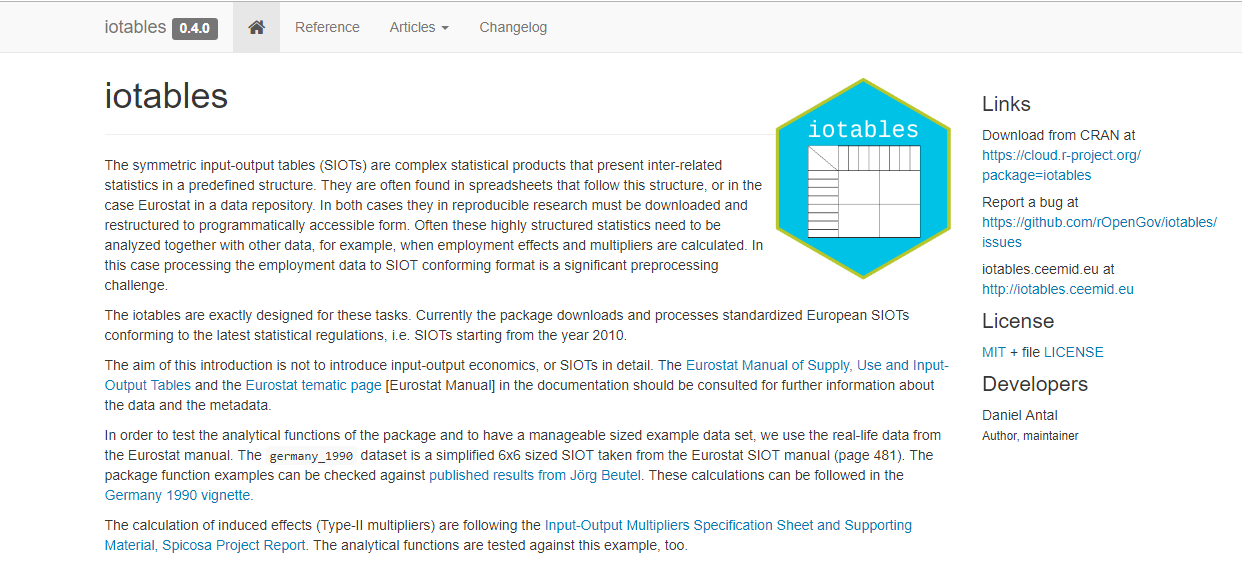 iotables 0.4.0 Reference Articles Changelog
iotables
iotables
The symmetric input-output tables (SIOTs) are complex statistical products that present inter-related
statistics in a predefined structure. They are often found in spreadsheets that follow this structure, or in the
case Eurostat in a data repository. In both cases they in reproducible research must be downloaded and
restructured to programmatically accessible form. Often these highly structured statistics need to be
analyzed together with other data, for example, when employment effects and multipliers are calculated. In
this case processing the employment data to SIOT conforming format is a significant preprocessing
challenge.
The iotables are exactly designed for these tasks. Currently the package downloads and processes standardized European SIOTs
conforming to the latest statistical regulations, i.e. SIOTs starting from the year 2010.
The aim of this introduction is not to introduce input-output economics, or SIOTs in detail. The Eurostat Manual of Supply, Use and Input-
Output Tables and the Eurostat tematic page [Eurostat Manual] in the documentation should be consulted for further information about
the data and the metadata.
In order to test the analytical functions of the package and to have a manageable sized example data set, we use the real-life data from
the Eurostat manual. The germany_1990 dataset is a simplified 6x6 sized SIOT taken from the Eurostat SIOT manual (page 481). The
package function examples can be checked against published results from Jörg Beutel. These calculations can be followed in the
Germany 1990 vignette.
The calculation of induced effects (Type-II multipliers) are following the Input-Output Multipliers Specification Sheet and Supporting
Material, Spicosa Project Report. The analytical functions are tested against this example, too.
Links
Download from CRAN at
https://cloud.r-project.org/
package=iotables
Report a bug at
https://github.com/rOpenGov/iotables/
issues
iotables.ceemid.eu at
http://iotables.ceemid.eu
License
MIT + file LICENSE
Developers
Daniel Antal
Author, maintainer